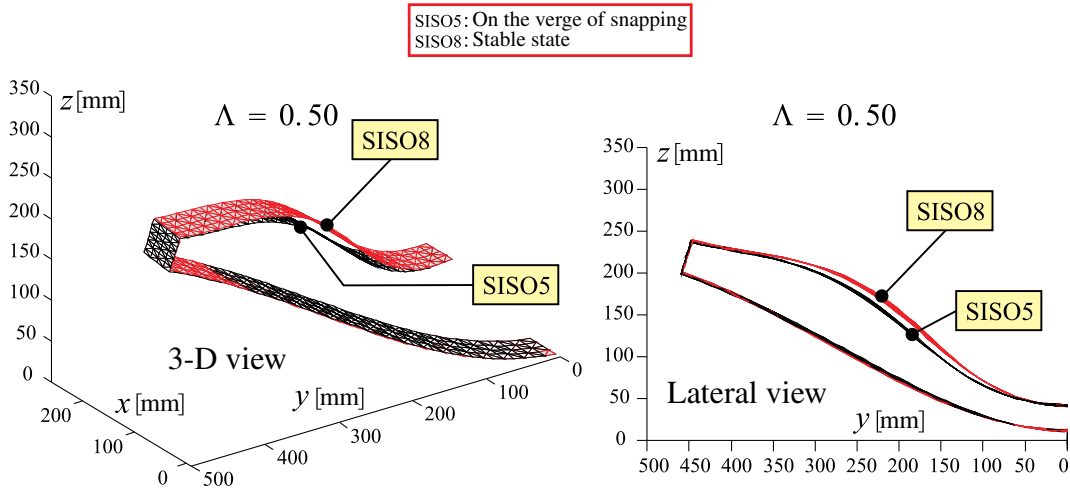 SISO5: On the verge of snapping
SISO8: Stable state
350
300
250
200
150
100
50
0
z [mm]
Λ = 0.50
SISO8
SISO5
3-D view
x [mm]
200
100
0
y [mm]
500
400
300
200
100
0
Λ = 0.50
z [mm]
350
300
250
200
150
100
50
0
SISO8
SISO5
Lateral view
y [mm]
500 450 400 350 300 250 200 150 100 50 0